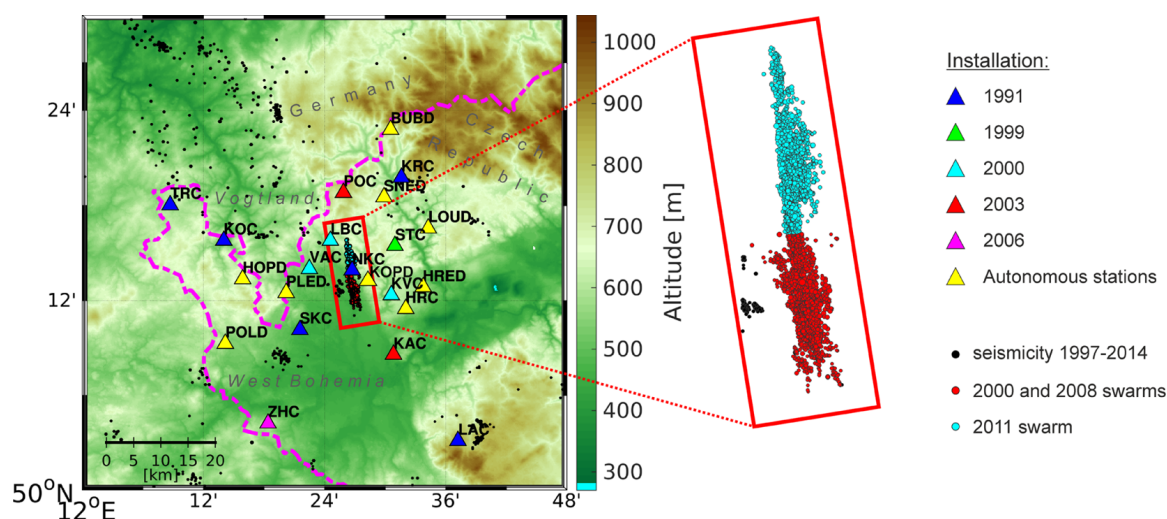 24'
12'
50°N
12°E
12'
24'
36'
48'
Germany
Czech
Republic
Vogtland
West Bohemia
BUBD
KRC
POC
SNED
TRC
LOUD
KOC
LBC
STC
VAC
NKC
HOPD
KOPD
HRED
PLED
KVC
HRC
SKC
POLD
KAC
ZHC
LAC
0 5 10 15 20
[km]
1000
900
800
700
600
500
400
300
Altitude [m]
Installation:
1991
1999
2000
2003
2006
Autonomous stations
seismicity 1997-2014
2000 and 2008 swarms
2011 swarm